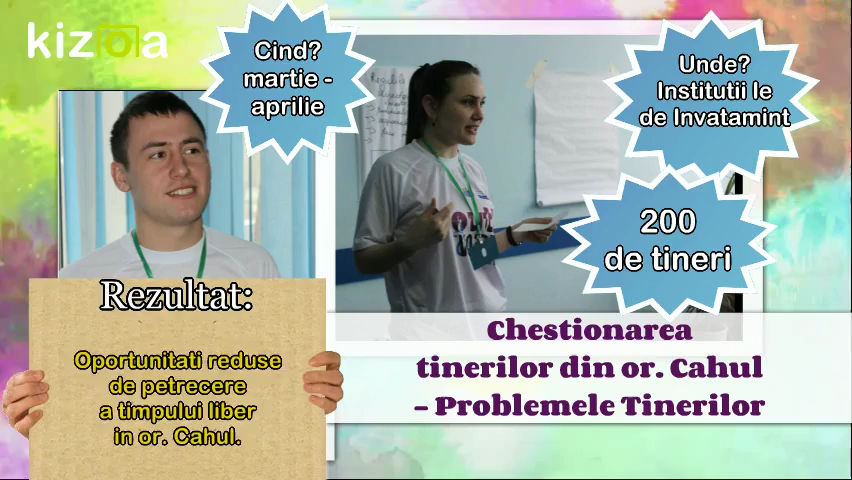 kizoa
Cind?
martie -
aprilie
Unde?
Institutii le
de Invatamint
200
de tineri
Rezultat:
Oportunitati reduse
de petrecere
a timpului liber
in or. Cahul.
Chestionarea
tinerilor din or. Cahul
- Problemele Tinerilor